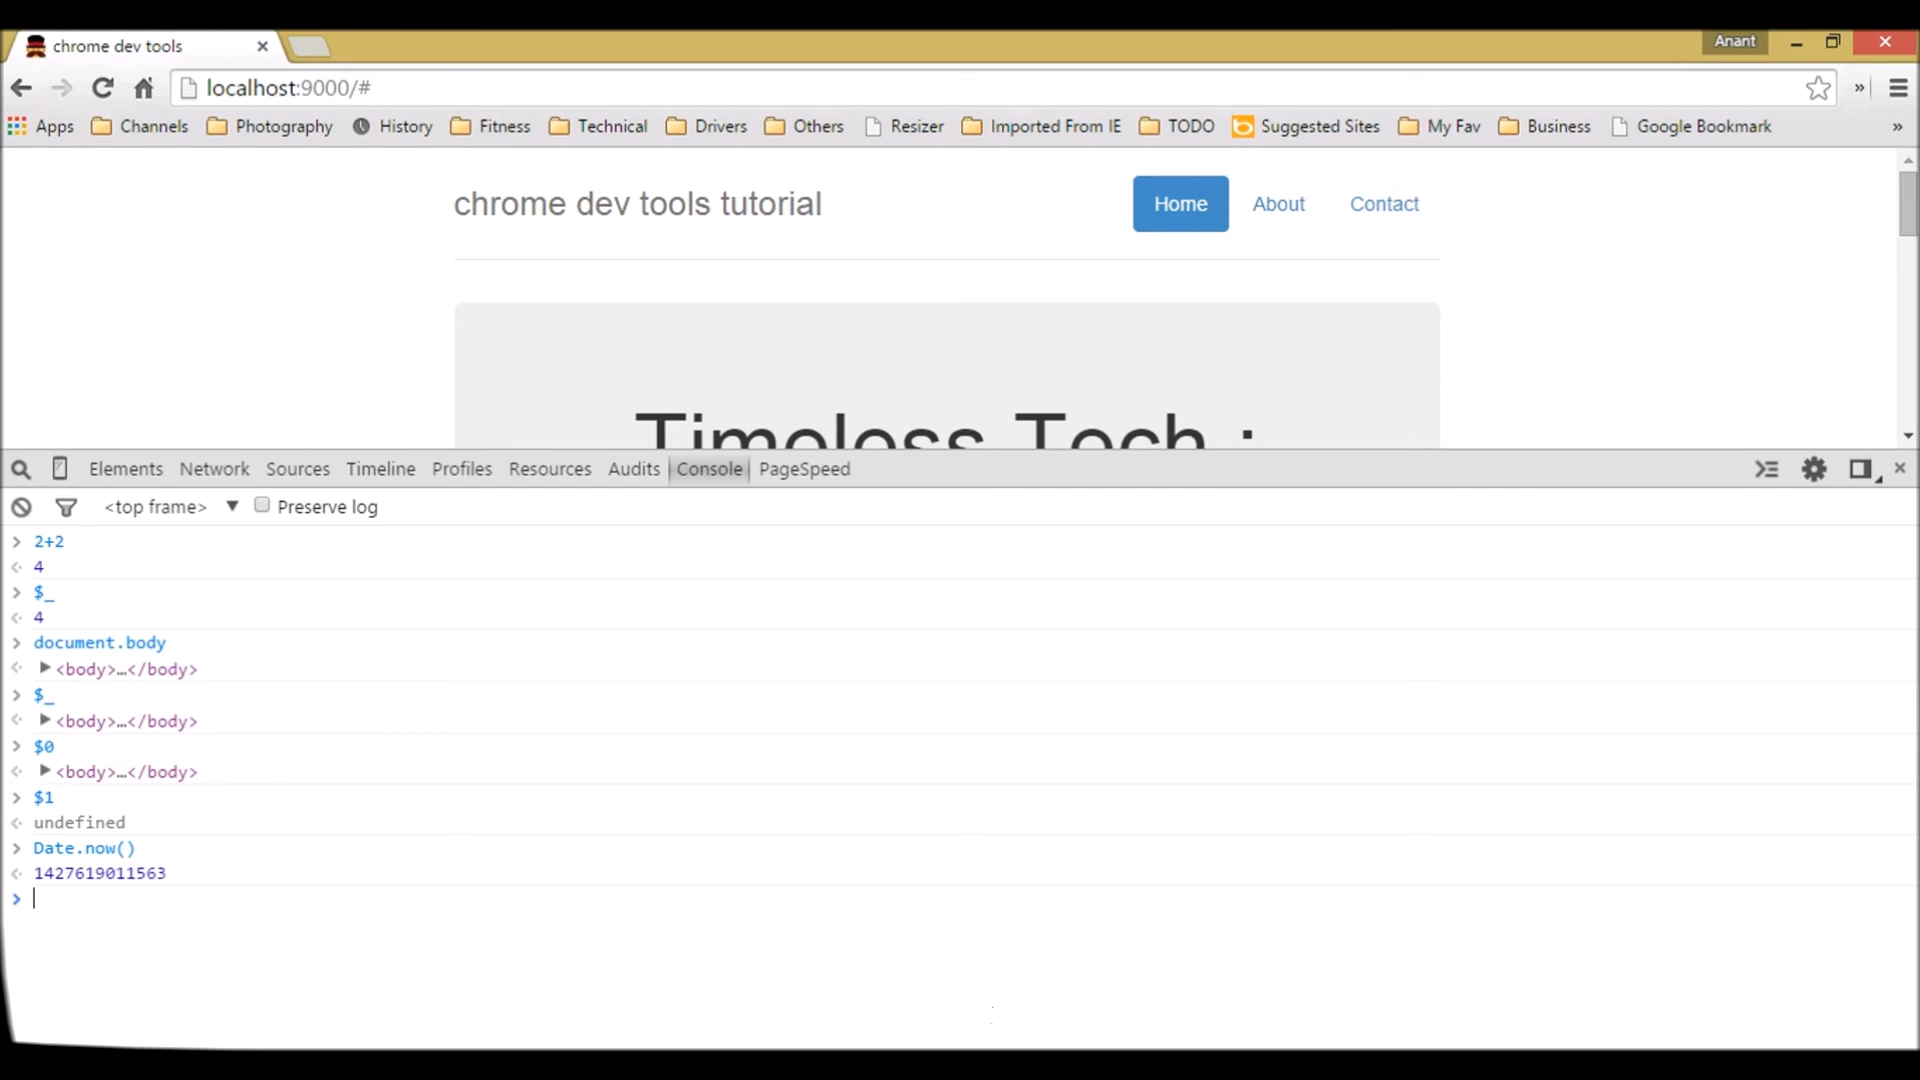 chrome dev tools
Anant
localhost:9000/#
Apps Channels Photography History Fitness Technical Drivers Others Resizer Imported From IE TODO Suggested Sites My Fav Business Google Bookmark »
chrome dev tools tutorial Home About Contact
Timeless Tech :
Elements Network Sources Timeline Profiles Resources Audits Console PageSpeed
<top frame> ▼ Preserve log
> 2+2
4
> $_
4
> document.body
<body>…</body>
> $_
<body>…</body>
> $0
<body>…</body>
> $1
undefined
> Date.now()
1427619011563
>